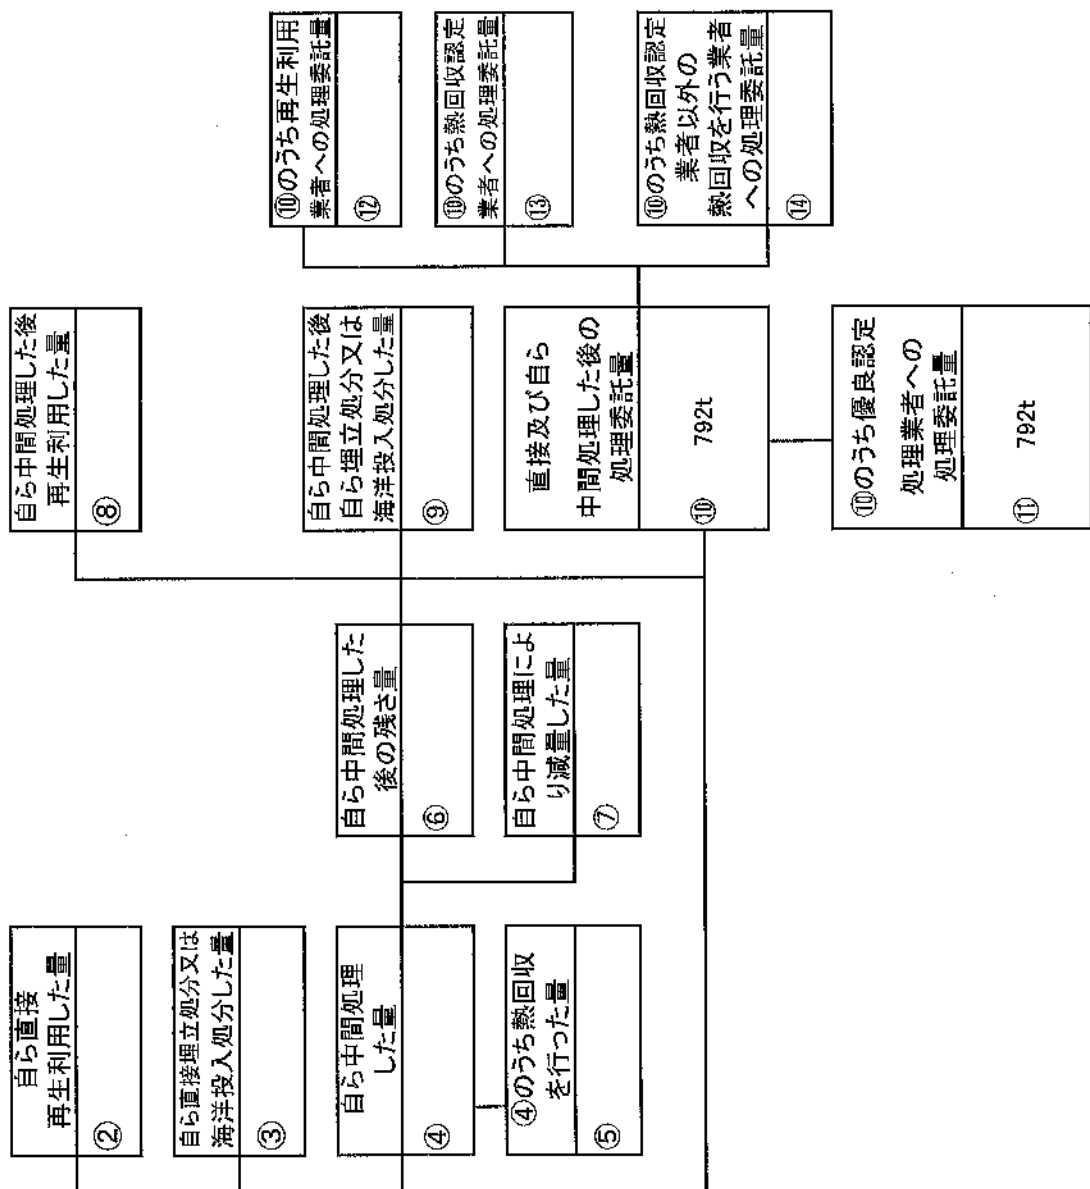 自ら直接
再生利用した量
②
自ら直接埋立処分又は
海洋投入処分した量
③
自ら中間処理
した量
④
④のうち熱回収
を行った量
⑤
自ら中間処理した
後の残さ量
⑥
自ら中間処理によ
り減量した量
⑦
自ら中間処理した後
再生利用した量
⑧
自ら中間処理した後
自ら埋立処分又は
海洋投入処分した量
⑨
直接及び自ら
中間処理した後の
処理委託量
⑩ 792t
⑩のうち優良認定
処理業者への
処理委託量
⑪ 792t
⑩のうち再生利用
業者への処理委託量
⑫
⑩のうち熱回収認定
業者への処理委託量
⑬
⑩のうち熱回収認定
業者以外の
熱回収を行う業者
への処理委託量
⑭